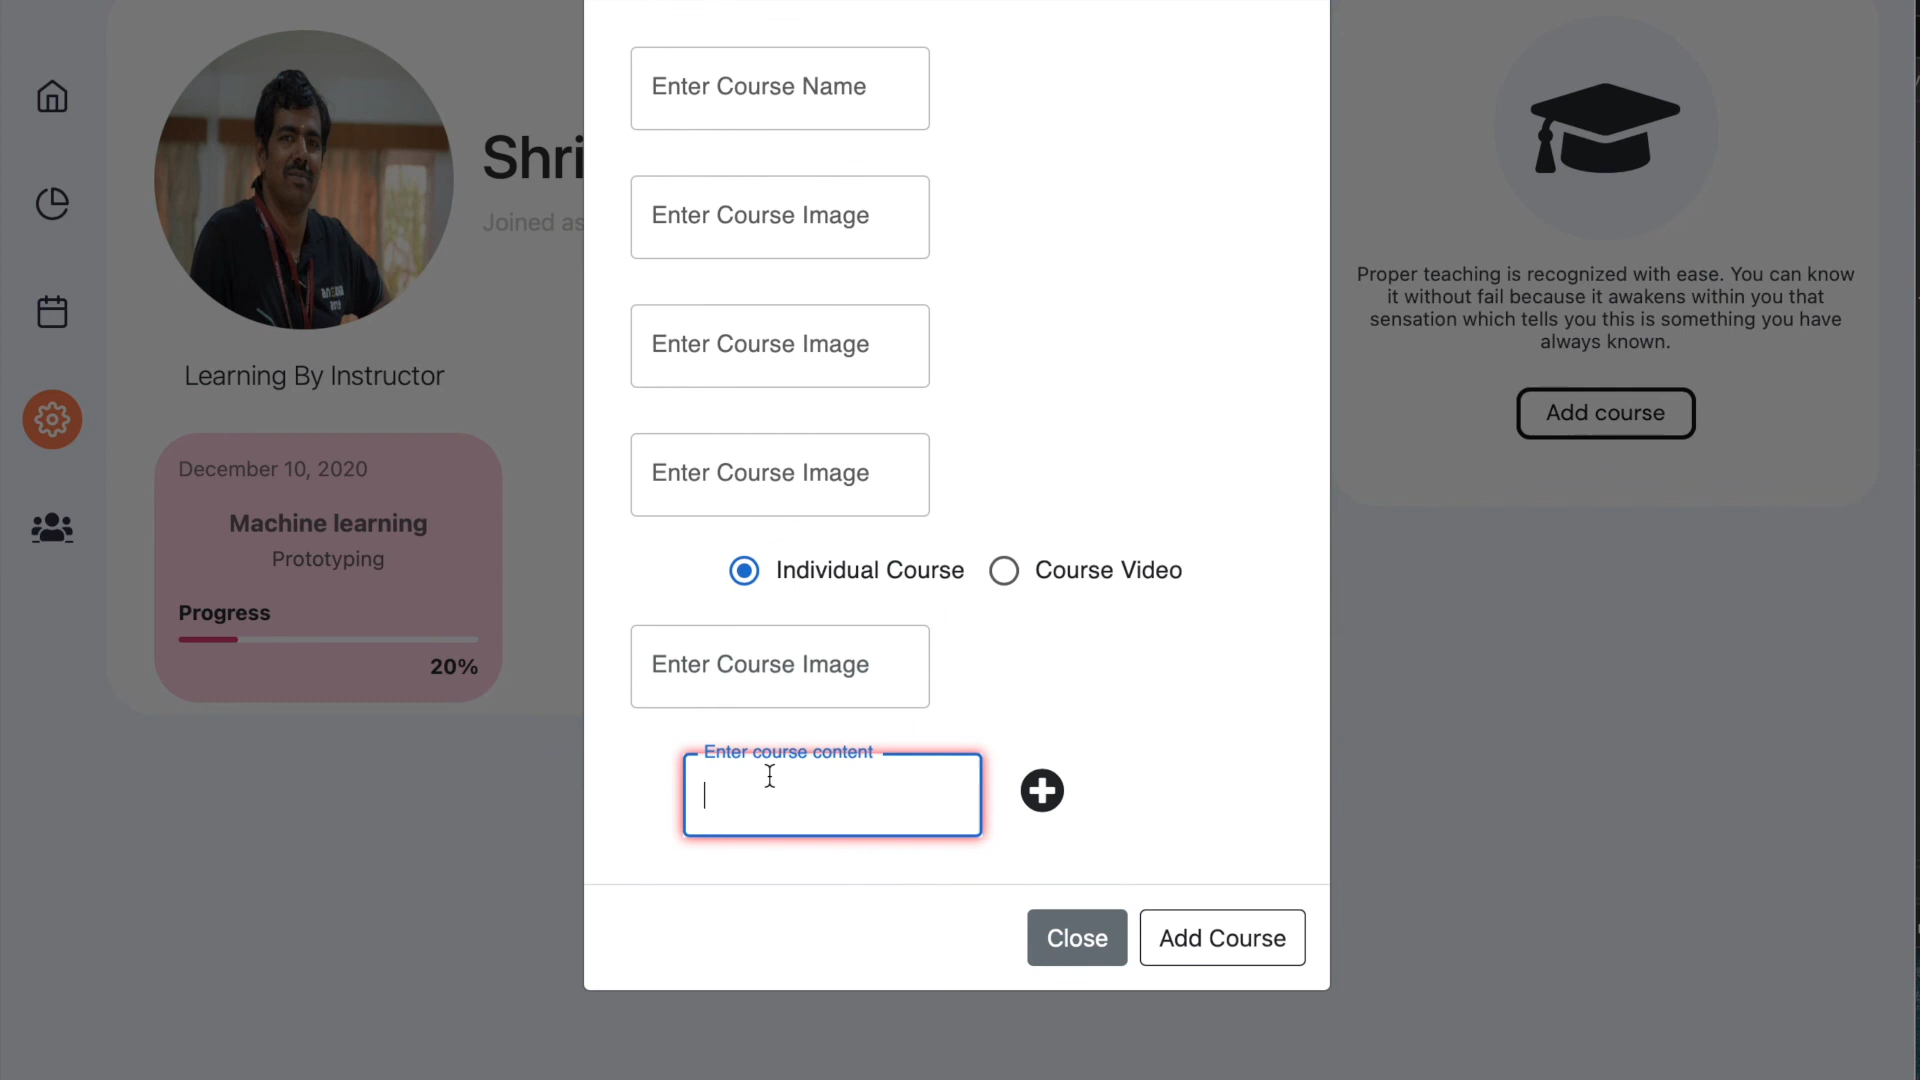 Shri
Joined as
Learning By Instructor
December 10, 2020
Machine learning
Prototyping
Progress
20%
Enter Course Name
Enter Course Image
Enter Course Image
Enter Course Image
Individual Course
Course Video
Enter Course Image
Enter course content
Close
Add Course
Proper teaching is recognized with ease. You can know
it without fail because it awakens within you that
sensation which tells you this is something you have
always known.
Add course